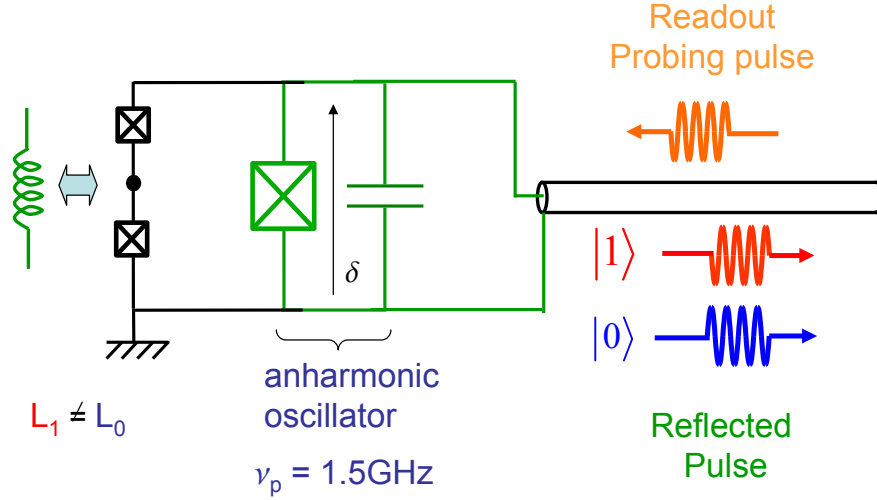 Readout
Probing pulse
δ
|1⟩
|0⟩
anharmonic
oscillator
L₁ ≠ L₀
νₚ = 1.5GHz
Reflected
Pulse